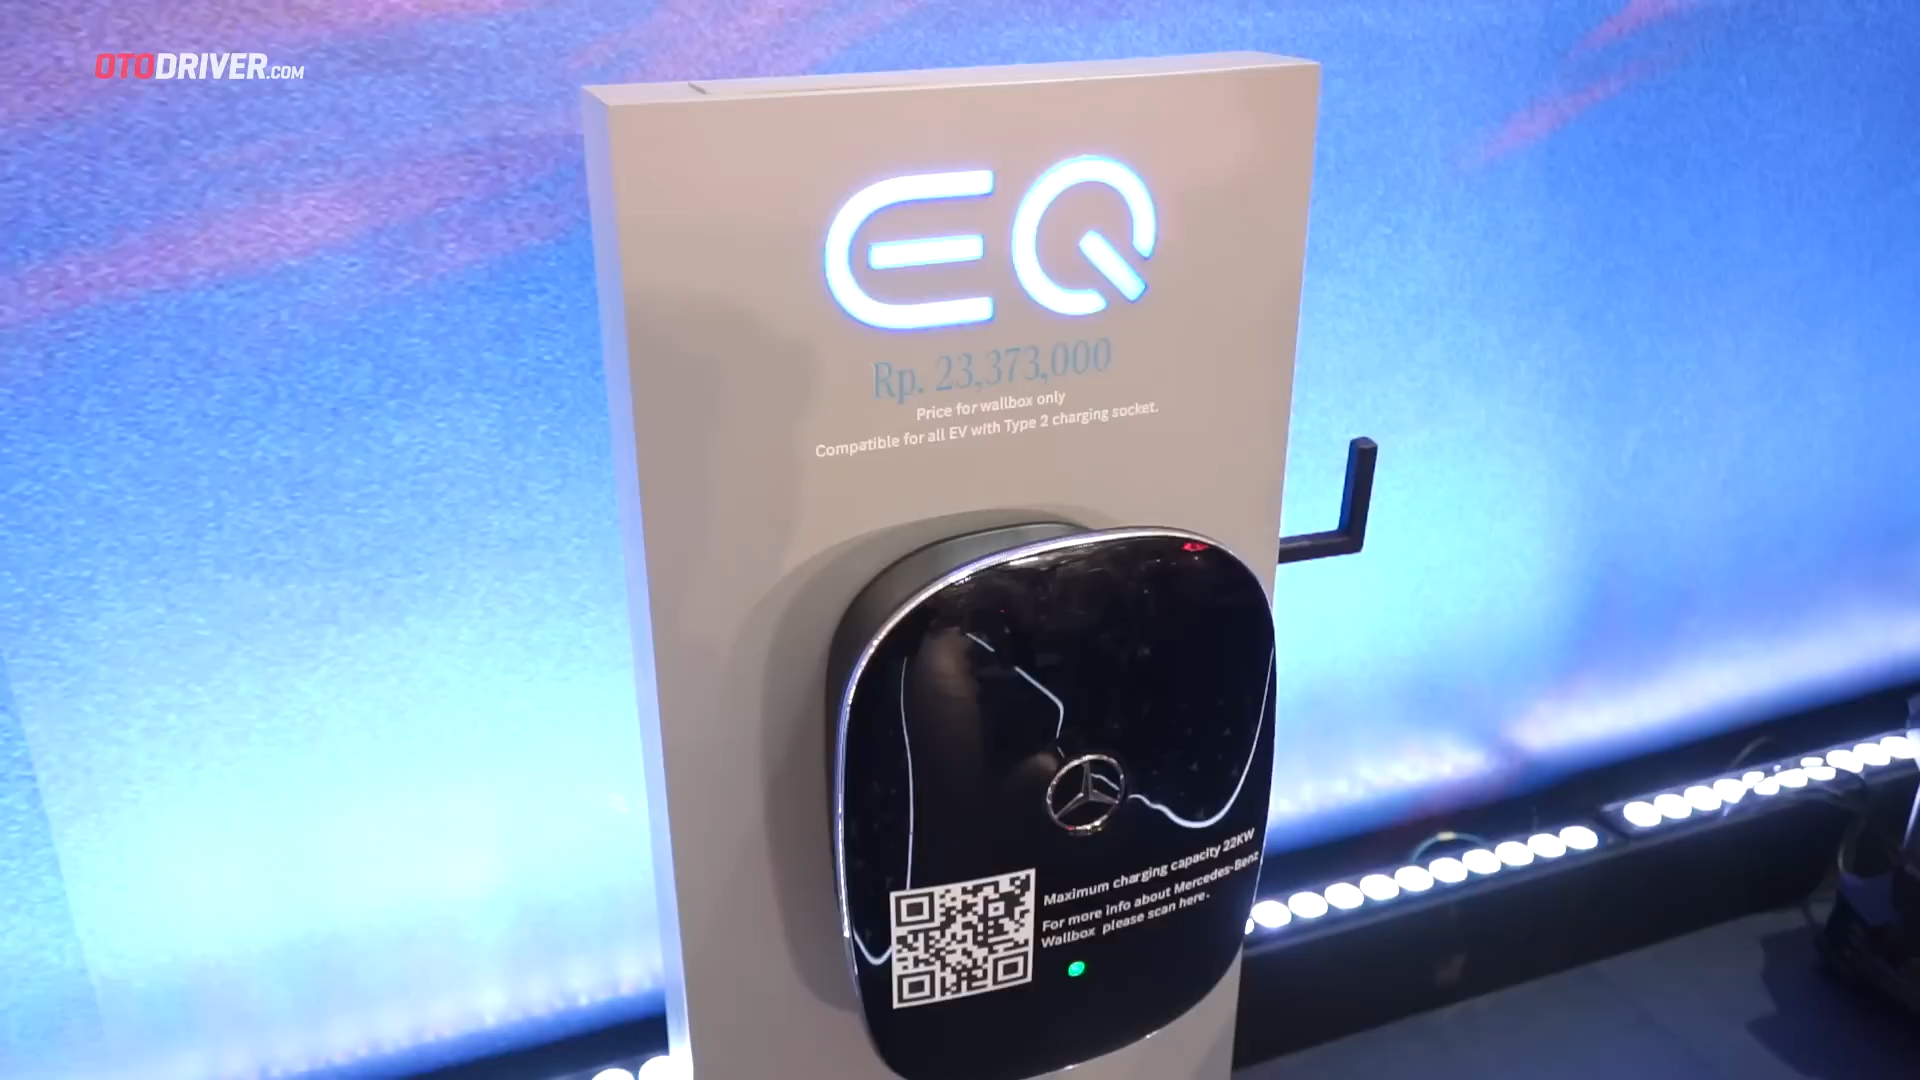 OTODRIVER.COM
EQ
Rp. 23,373,000
Price for wallbox only
Compatible for all EV with Type 2 charging socket.
Maximum charging capacity 22KW
For more info about Mercedes-Benz
Wallbox please scan here.